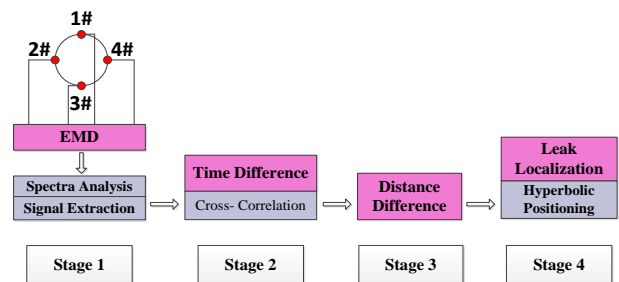 1#
2# 4#
3#
EMD
Spectra Analysis
Signal Extraction
Time Difference
Cross- Correlation
Distance
Difference
Leak
Localization
Hyperbolic
Positioning
Stage 1
Stage 2
Stage 3
Stage 4